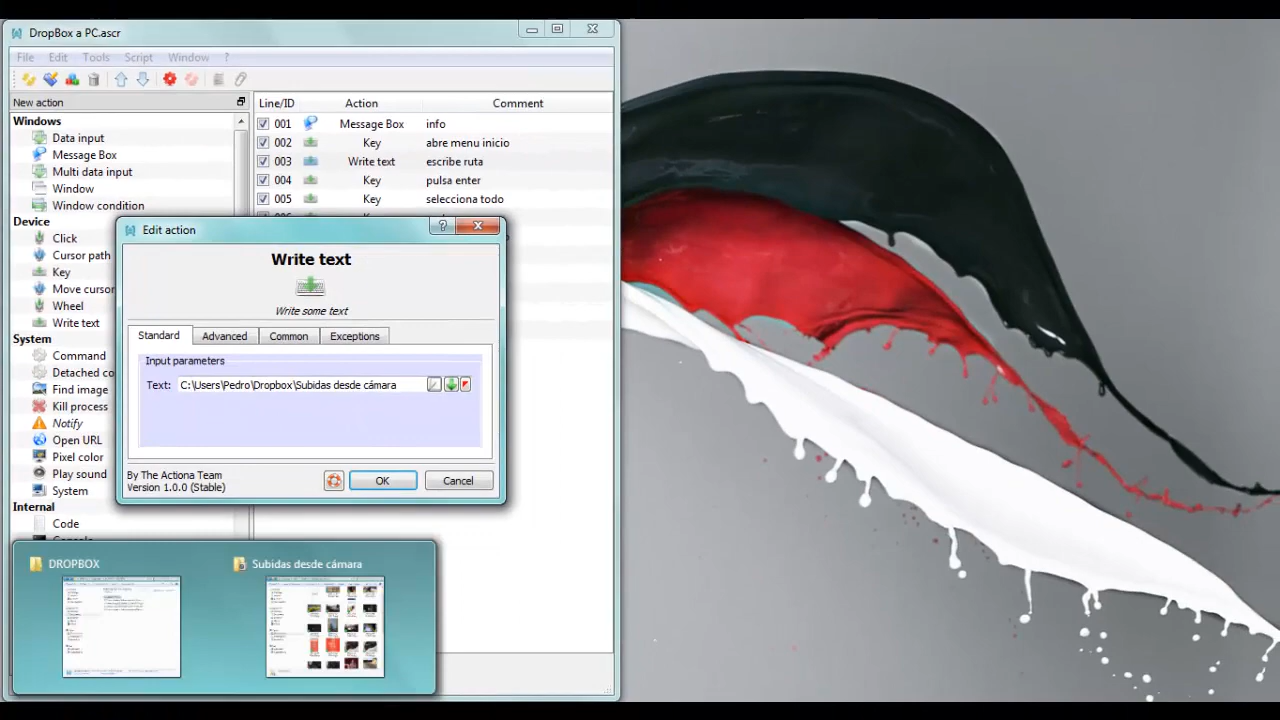 DropBox a PC.ascr
File Edit Tools Script Window ?
New action
Windows
Data input
Message Box
Multi data input
Window
Window condition
Device
Click
Cursor path
Key
Move cursor
Wheel
Write text
System
Command
Detached co
Find image
Kill process
Notify
Open URL
Pixel color
Play sound
System
Internal
Code
Line/ID Action Comment
001 Message Box info
002 Key abre menu inicio
003 Write text escribe ruta
004 Key pulsa enter
005 Key selecciona todo
Edit action
?
Write text
Write some text
Standard Advanced Common Exceptions
Input parameters
Text: C:\Users\Pedro\Dropbox\Subidas desde cámara
By The Actiona Team
Version 1.0.0 (Stable)
OK Cancel
DROPBOX
Subidas desde cámara